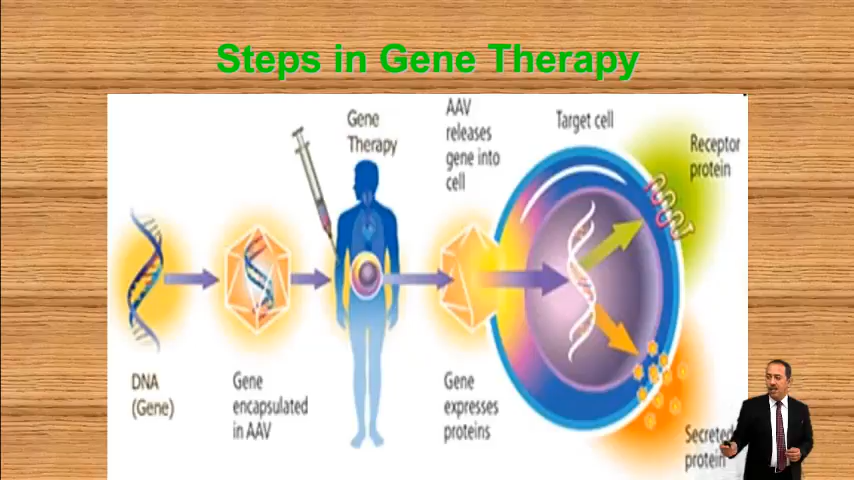 Steps in Gene Therapy
Gene
Therapy
AAV
releases
gene into
cell
Target cell
Receptor
protein
DNA
(Gene)
Gene
encapsulated
in AAV
Gene
expresses
proteins
Secreted
protein